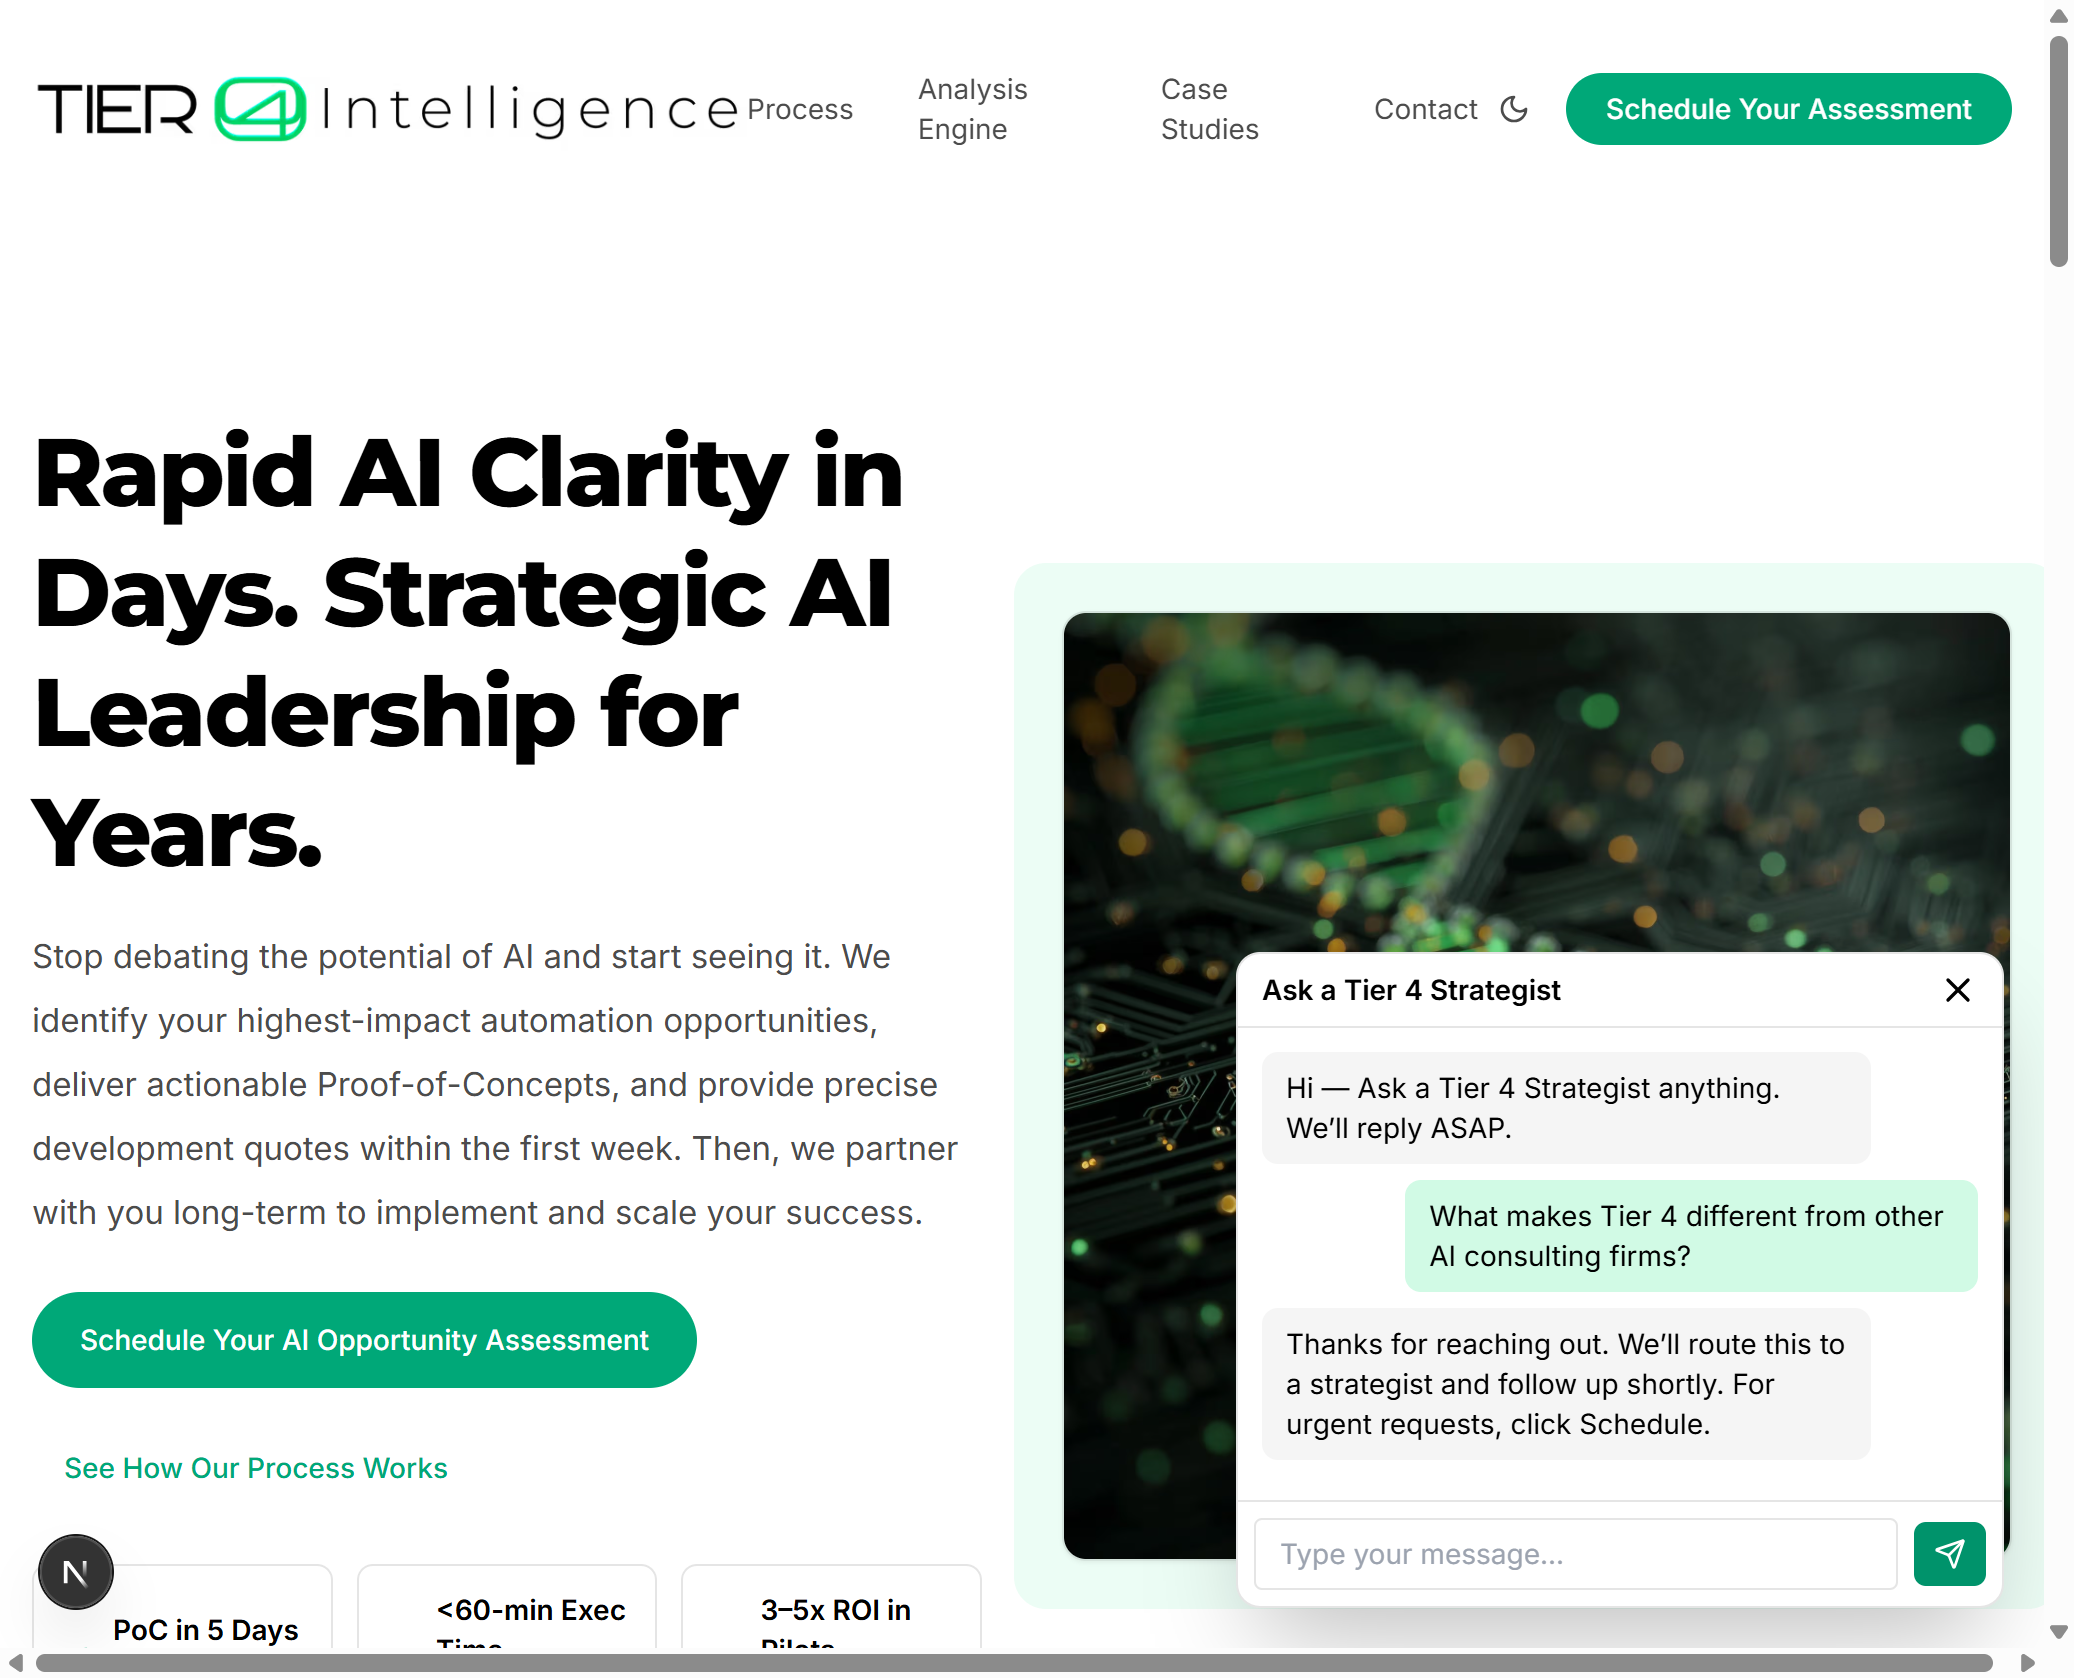 TIER 4 Intelligence
Process
Analysis
Engine
Case
Studies
Contact
Schedule Your Assessment
Rapid AI Clarity in
Days. Strategic AI
Leadership for
Years.
Stop debating the potential of AI and start seeing it. We
identify your highest-impact automation opportunities,
deliver actionable Proof-of-Concepts, and provide precise
development quotes within the first week. Then, we partner
with you long-term to implement and scale your success.
Schedule Your AI Opportunity Assessment
See How Our Process Works
N
PoC in 5 Days
<60-min Exec
Time
3–5x ROI in
Pilots
Ask a Tier 4 Strategist
Hi — Ask a Tier 4 Strategist anything.
We’ll reply ASAP.
What makes Tier 4 different from other
AI consulting firms?
Thanks for reaching out. We’ll route this to
a strategist and follow up shortly. For
urgent requests, click Schedule.
Type your message...